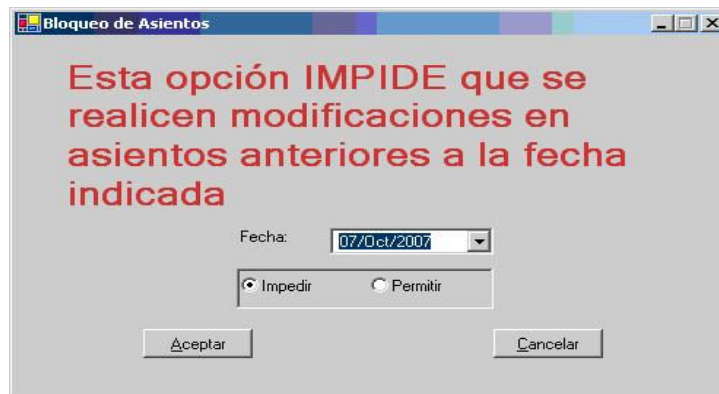 Bloqueo de Asientos
Esta opción IMPIDE que se
realicen modificaciones en
asientos anteriores a la fecha
indicada
Fecha: 07/Oct/2007
Impedir Permitir
Aceptar Cancelar